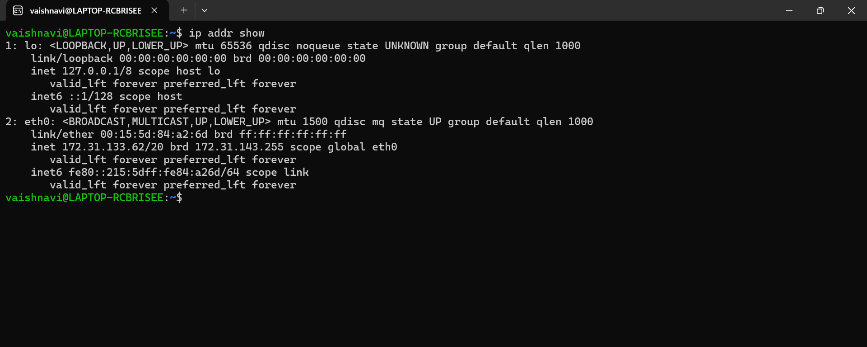 vaishnavi@LAPTOP-RCBRISEE
vaishnavi@LAPTOP-RCBRISEE:~$ ip addr show
1: lo: <LOOPBACK,UP,LOWER_UP> mtu 65536 qdisc noqueue state UNKNOWN group default qlen 1000
    link/loopback 00:00:00:00:00:00 brd 00:00:00:00:00:00
    inet 127.0.0.1/8 scope host lo
       valid_lft forever preferred_lft forever
    inet6 ::1/128 scope host
       valid_lft forever preferred_lft forever
2: eth0: <BROADCAST,MULTICAST,UP,LOWER_UP> mtu 1500 qdisc mq state UP group default qlen 1000
    link/ether 00:15:5d:84:a2:6d brd ff:ff:ff:ff:ff:ff
    inet 172.31.133.62/20 brd 172.31.143.255 scope global eth0
       valid_lft forever preferred_lft forever
    inet6 fe80::215:5dff:fe84:a26d/64 scope link
       valid_lft forever preferred_lft forever
vaishnavi@LAPTOP-RCBRISEE:~$